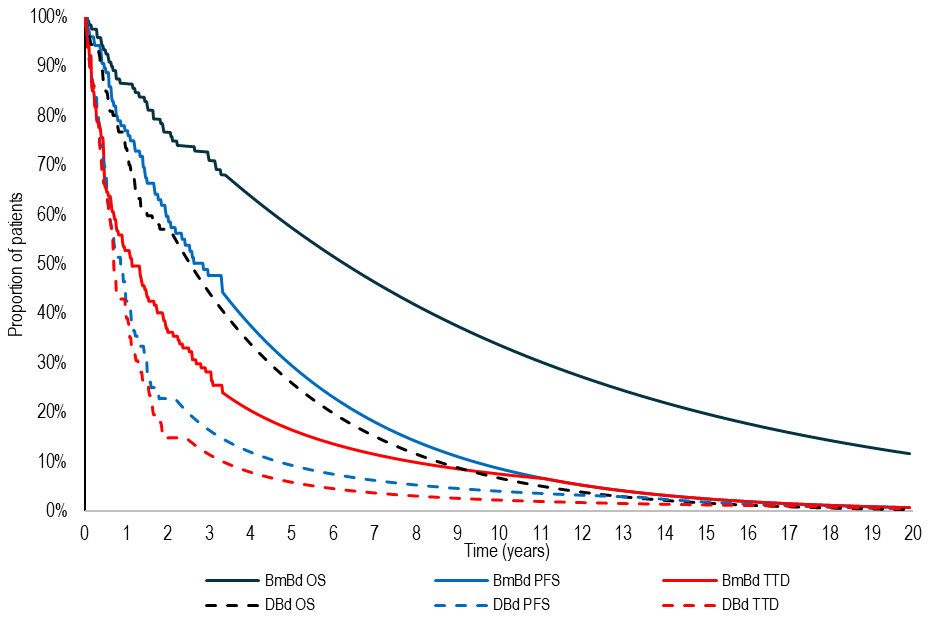 100%
90%
80%
70%
60%
50%
40%
30%
20%
10%
0%
Proportion of patients
0 1 2 3 4 5 6 7 8 9 10 11 12 13 14 15 16 17 18 19 20
Time (years)
BmBd OS BmBd PFS BmBd TTD
DBd OS DBd PFS DBd TTD